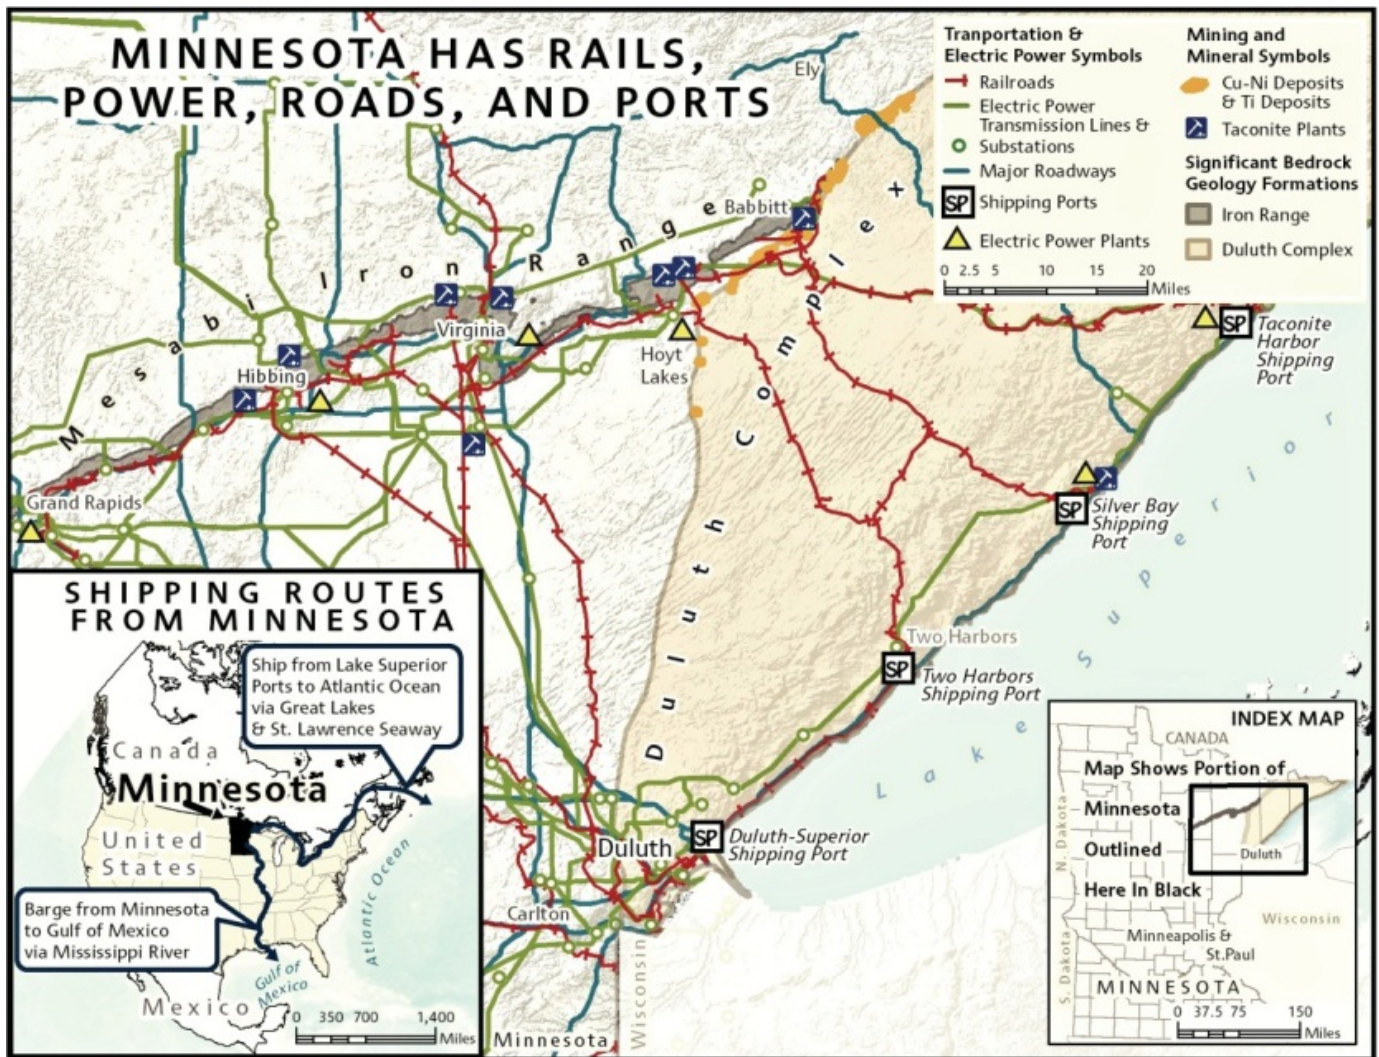 MINNESOTA HAS RAILS,
POWER, ROADS, AND PORTS
Tranportation &
Electric Power Symbols
Railroads
Electric Power
Transmission Lines &
Substations
Major Roadways
SP Shipping Ports
Electric Power Plants
0 2.5 5 10 15 20
Miles
Mining and
Mineral Symbols
Cu-Ni Deposits
& Ti Deposits
Taconite Plants
Significant Bedrock
Geology Formations
Iron Range
Duluth Complex
Ely
Babbitt
Mesabi Iron Range
Virginia
Hoyt
Lakes
Hibbing
Grand Rapids
Duluth Complex
SP
Taconite
Harbor
Shipping
Port
SP
Silver Bay
Shipping
Port
Two Harbors
SP
Two Harbors
Shipping Port
Lake Superior
SP
Duluth-Superior
Shipping Port
Duluth
Carlton
Wisconsin
Minnesota
SHIPPING ROUTES
FROM MINNESOTA
Ship from Lake Superior
Ports to Atlantic Ocean
via Great Lakes
& St. Lawrence Seaway
Canada
Minnesota
United
States
Atlantic Ocean
Barge from Minnesota
to Gulf of Mexico
via Mississippi River
Gulf of
Mexico
Mexico
0 350 700 1,400
Miles
INDEX MAP
CANADA
Map Shows Portion of
Minnesota
Outlined
Here In Black
N. Dakota
S. Dakota
Duluth
Wisconsin
Minneapolis &
St.Paul
MINNESOTA
0 37.5 75 150
Miles